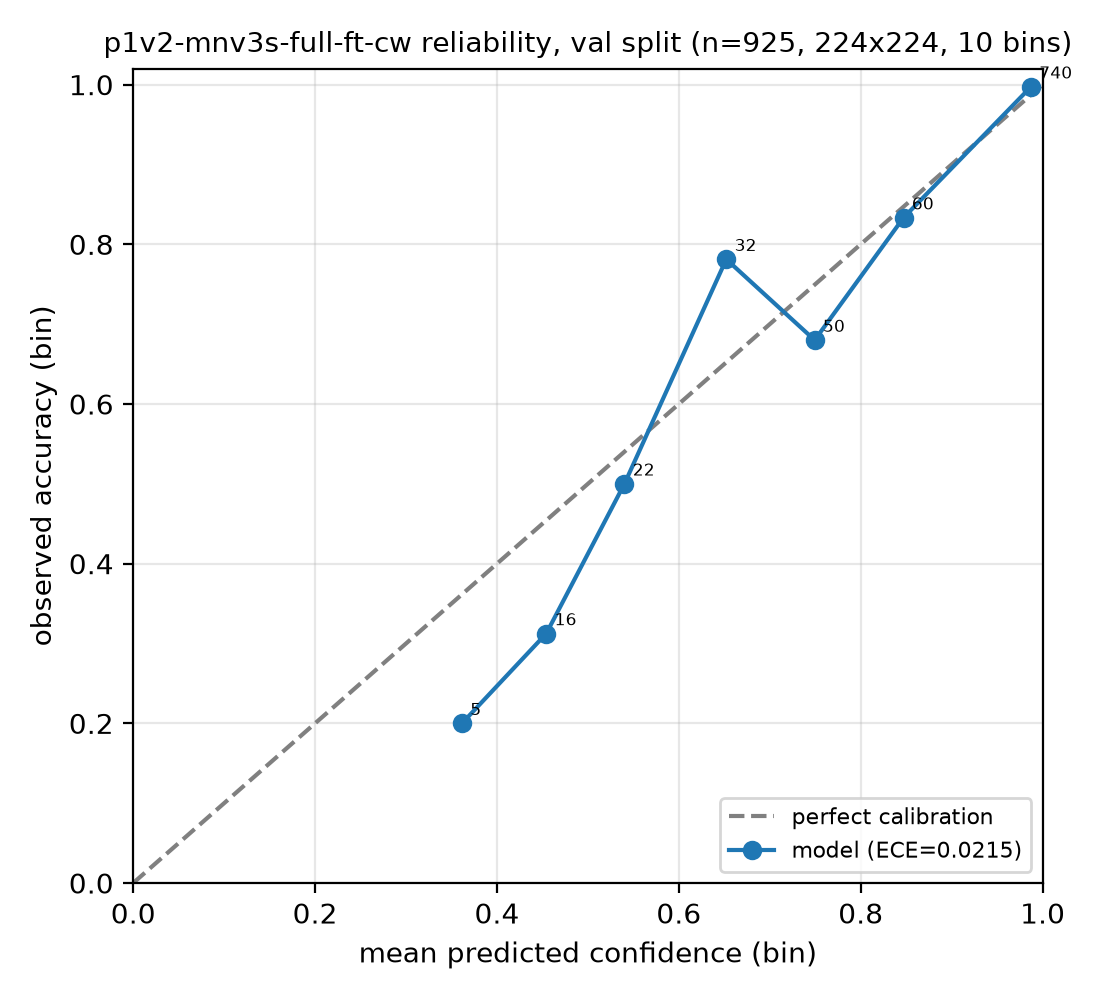 p1v2-mnv3s-full-ft-cw reliability, val split (n=925, 224x224, 10 bins)
740
1.0
60
0.8
32
50
observed accuracy (bin)
0.6
22
0.4
16
0.2
5
perfect calibration
model (ECE=0.0215)
0.0
0.0 0.2 0.4 0.6 0.8 1.0
mean predicted confidence (bin)